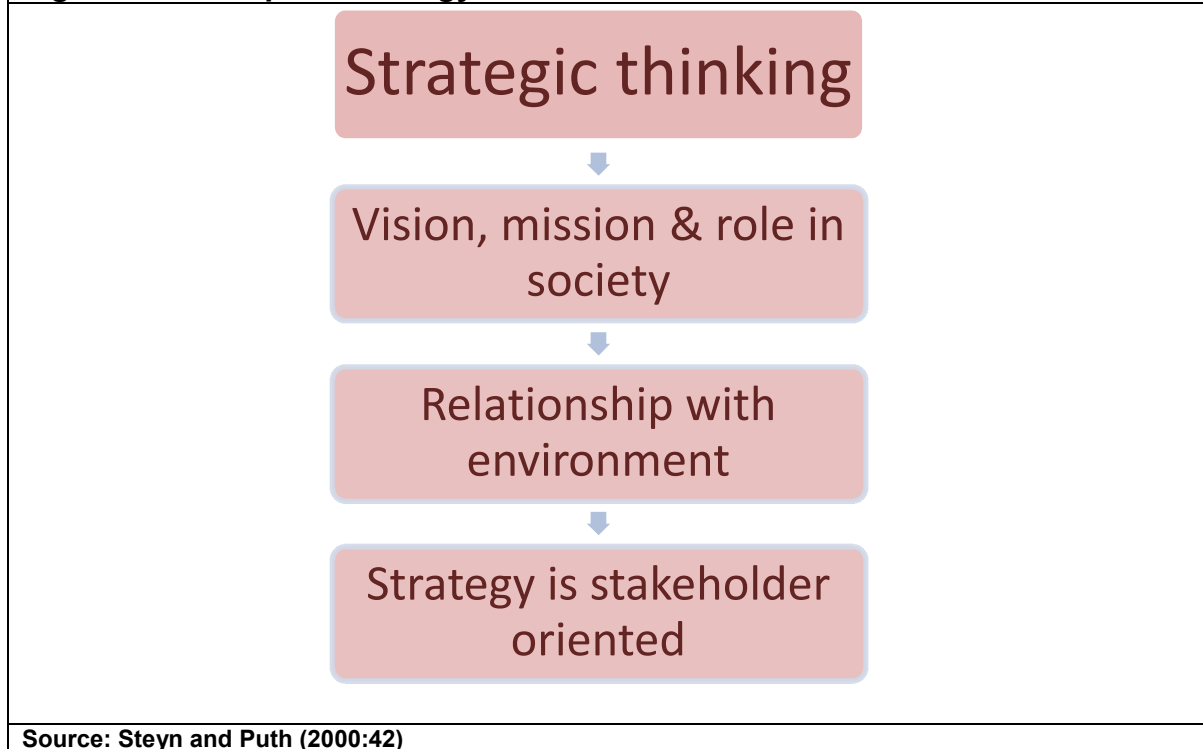 Strategic thinking
Vision, mission & role in
society
Relationship with
environment
Strategy is stakeholder
oriented
Source: Steyn and Puth (2000:42)